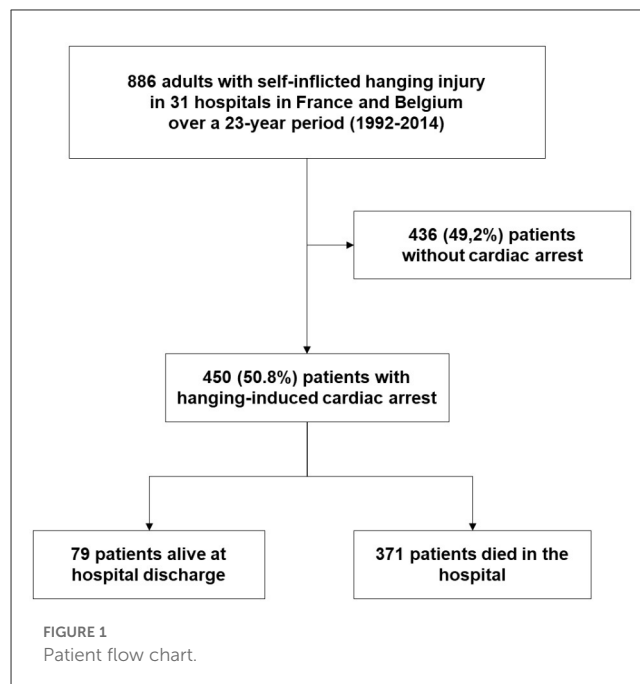 886 adults with self-inflicted hanging injury
in 31 hospitals in France and Belgium
over a 23-year period (1992-2014)
436 (49,2%) patients
without cardiac arrest
450 (50.8%) patients with
hanging-induced cardiac arrest
79 patients alive at
hospital discharge
371 patients died in the
hospital
FIGURE 1
Patient flow chart.